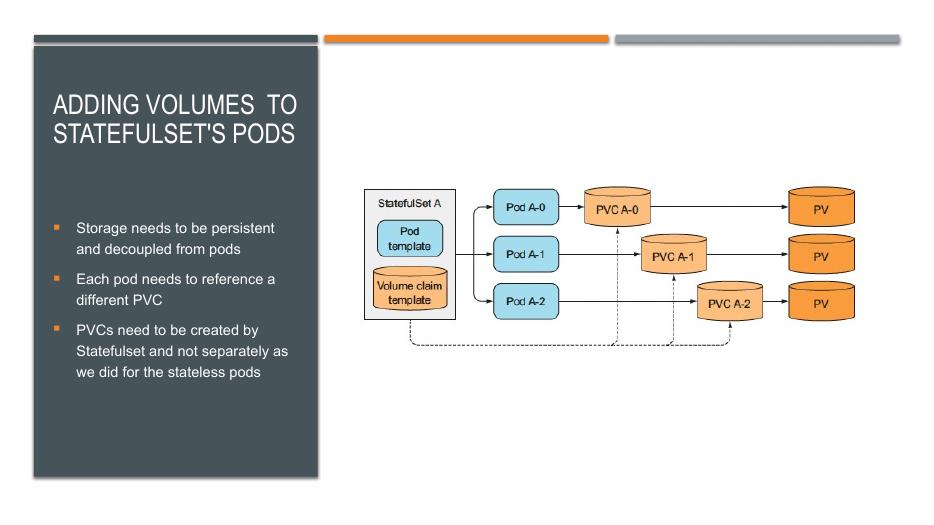 ADDING VOLUMES TO
STATEFULSET'S PODS
Storage needs to be persistent
and decoupled from pods
Each pod needs to reference a
different PVC
PVCs need to be created by
Statefulset and not separately as
we did for the stateless pods
StatefulSet A
Pod
template
Volume claim
template
Pod A-0
PVC A-0
PV
Pod A-1
PVC A-1
PV
Pod A-2
PVC A-2
PV